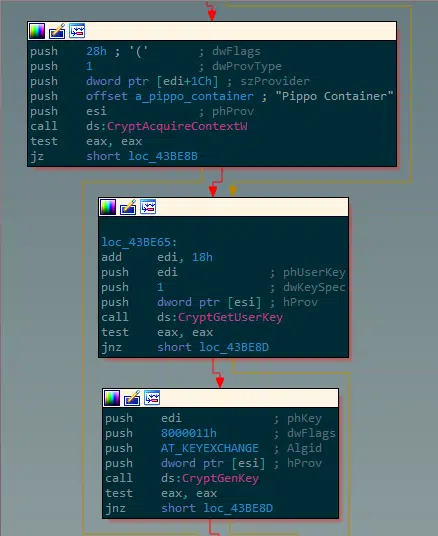 push    28h ; '('       ; dwFlags
push    1               ; dwProvType
push    dword ptr [edi+1Ch] ; szProvider
push    offset a_pippo_container ; "Pippo Container"
push    esi             ; phProv
call    ds:CryptAcquireContextW
test    eax, eax
jz      short loc_43BE8B
loc_43BE65:
add     edi, 18h
push    edi             ; phUserKey
push    1               ; dwKeySpec
push    dword ptr [esi] ; hProv
call    ds:CryptGetUserKey
test    eax, eax
jnz     short loc_43BE8D
push    edi             ; phKey
push    8000011h        ; dwFlags
push    AT_KEYEXCHANGE  ; Algid
push    dword ptr [esi] ; hProv
call    ds:CryptGenKey
test    eax, eax
jnz     short loc_43BE8D